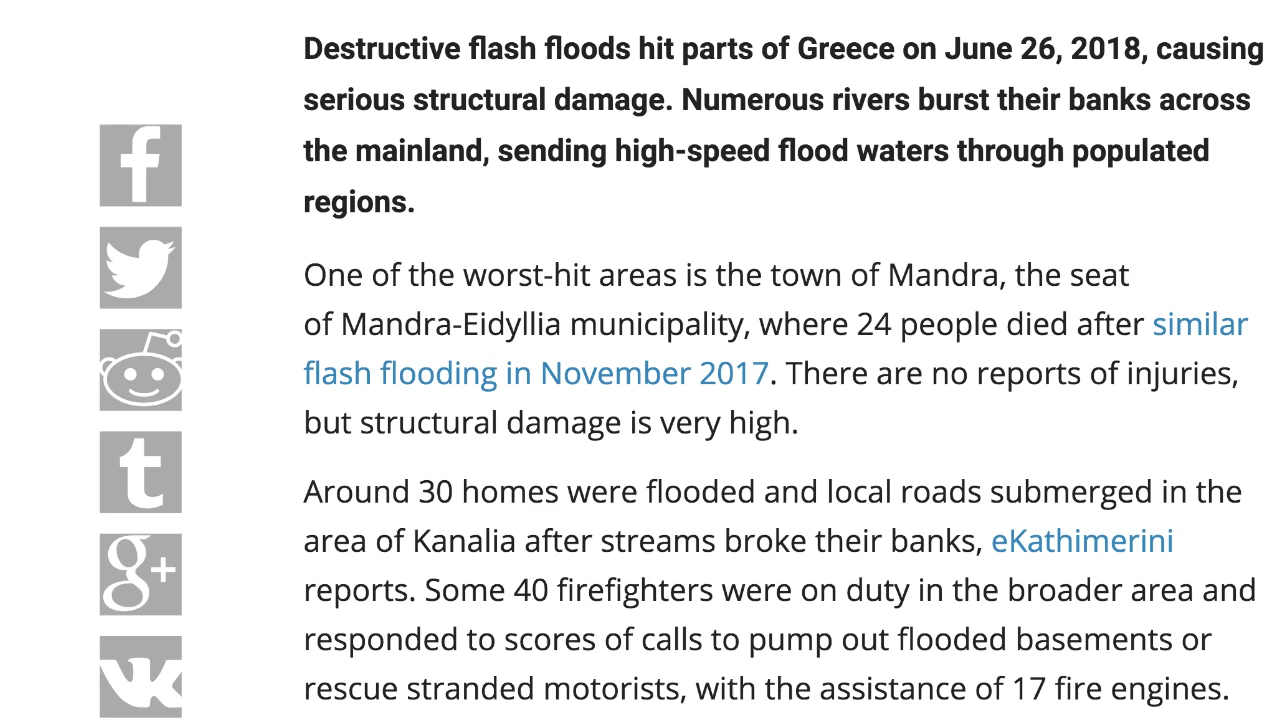 Destructive flash floods hit parts of Greece on June 26, 2018, causing
serious structural damage. Numerous rivers burst their banks across
the mainland, sending high-speed flood waters through populated
regions.
One of the worst-hit areas is the town of Mandra, the seat
of Mandra-Eidyllia municipality, where 24 people died after similar
flash flooding in November 2017. There are no reports of injuries,
but structural damage is very high.
Around 30 homes were flooded and local roads submerged in the
area of Kanalia after streams broke their banks, eKathimerini
reports. Some 40 firefighters were on duty in the broader area and
responded to scores of calls to pump out flooded basements or
rescue stranded motorists, with the assistance of 17 fire engines.